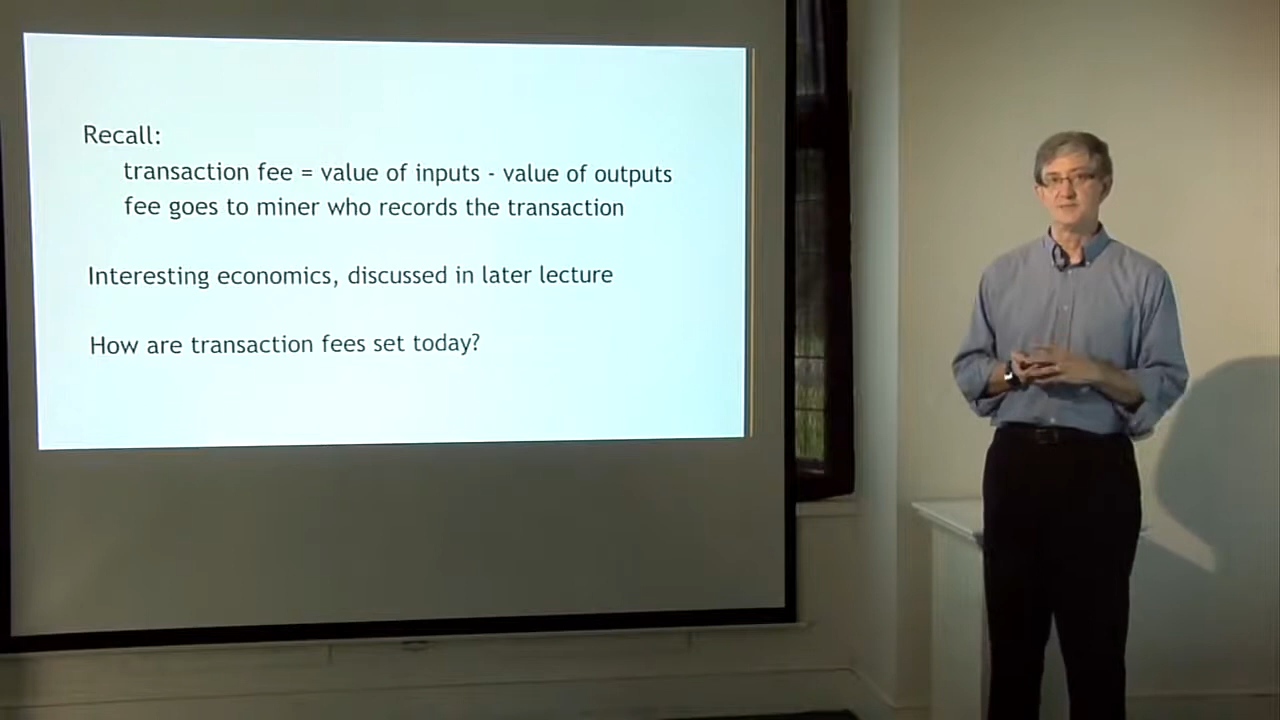 Recall:
transaction fee = value of inputs - value of outputs
fee goes to miner who records the transaction
Interesting economics, discussed in later lecture
How are transaction fees set today?